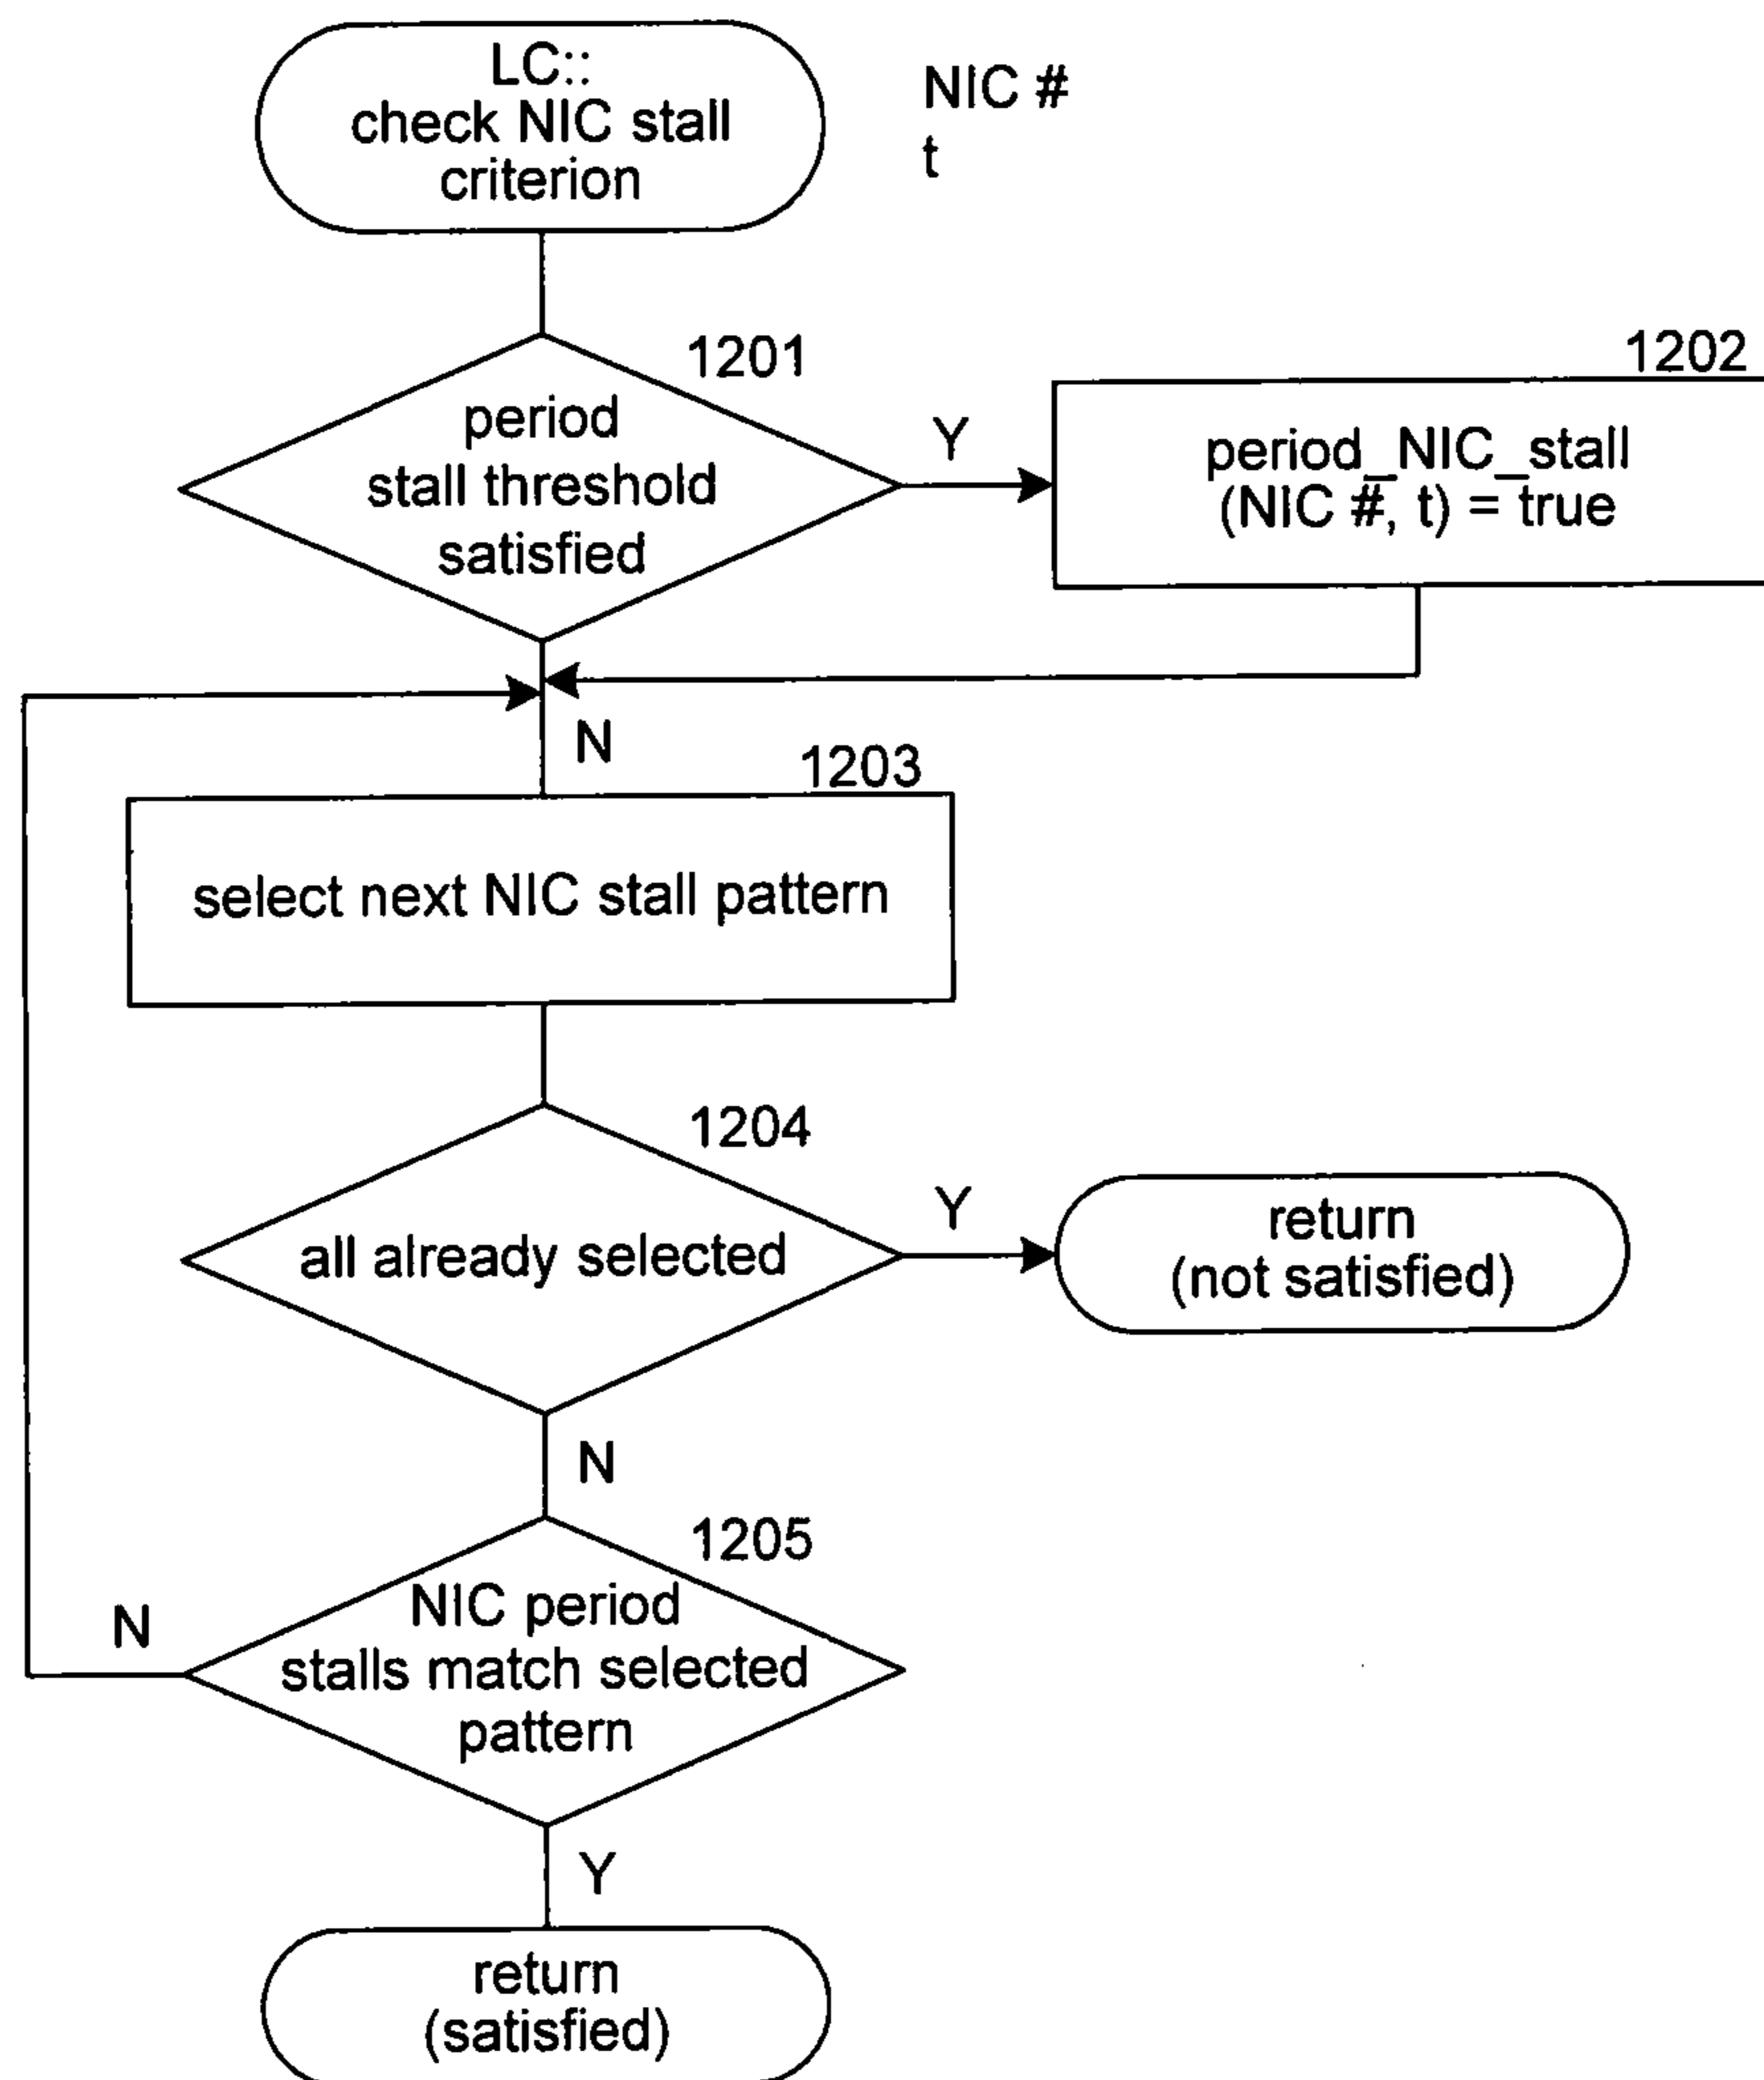 LC::
check NIC stall
criterion
NIC #
t
1201
period
stall threshold
satisfied
Y
1202
period_NIC_stall
(NIC #, t) = true
N
1203
select next NIC stall pattern
1204
all already selected
Y
return
(not satisfied)
N
1205
NIC period
stalls match selected
pattern
N
Y
return
(satisfied)